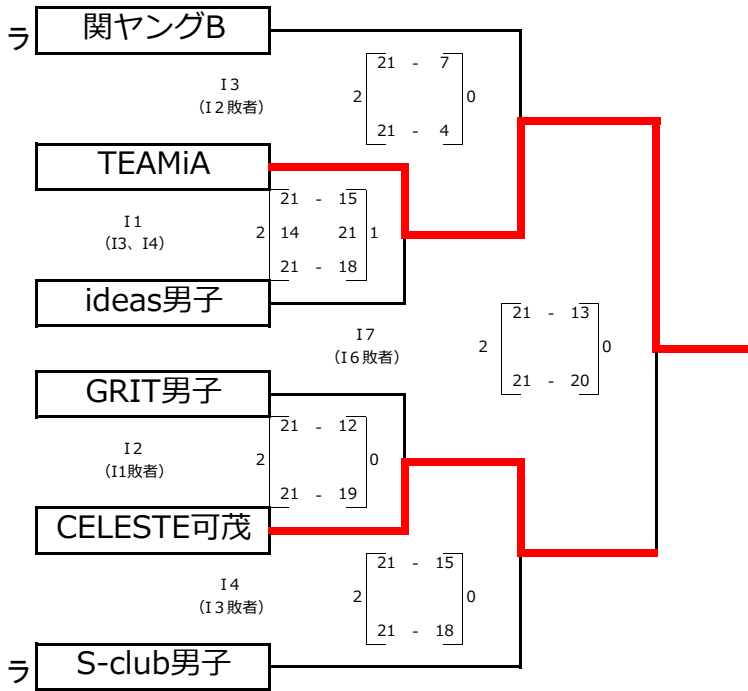 ラ 関ヤングB
21 - 7
I3
2 0
(I2敗者)
21 - 4
TEAMiA
21 - 15
I1
2 14 21 1
(I3、I4)
21 - 18
ideas男子
21 - 13
I7
2 0
(I6敗者)
21 - 20
GRIT男子
21 - 12
I2
2 0
(I1敗者)
21 - 19
CELESTE可茂
21 - 15
I4
2 0
(I3敗者)
21 - 18
ラ S-club男子